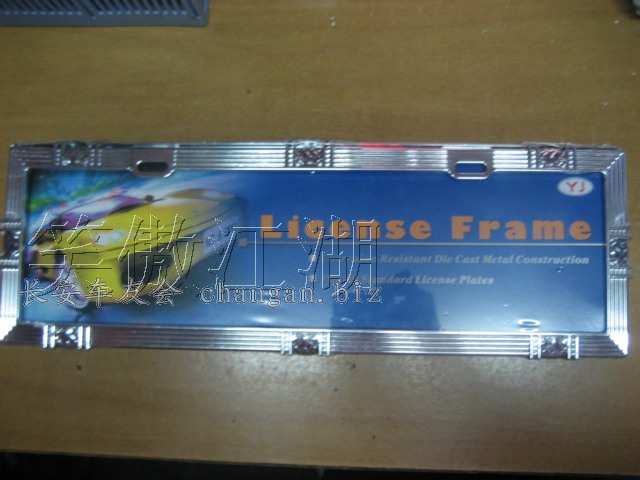 YJ
License Frame
Resistant Die Cast Metal Construction
License Plates
笑傲江湖
长安车友会 changan.biz